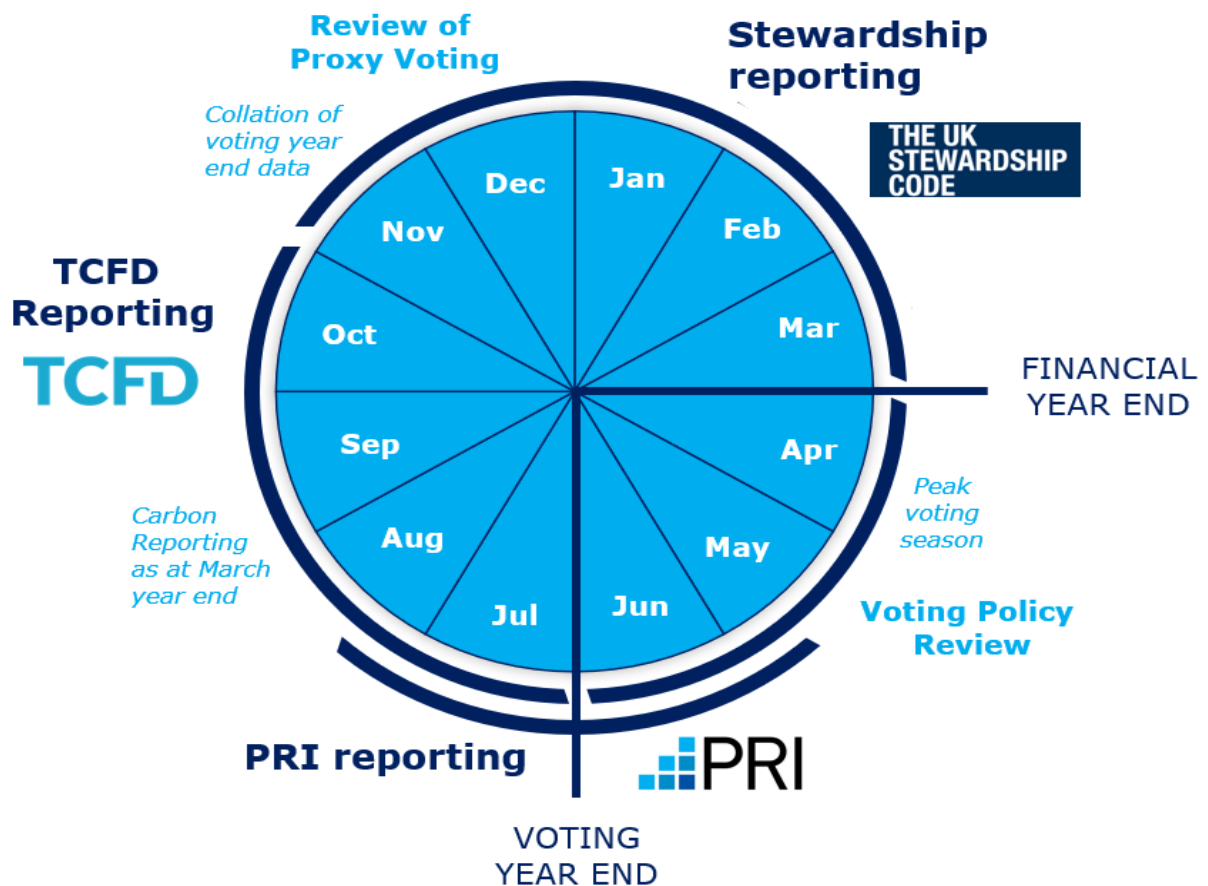 Review of
Proxy Voting
Stewardship
reporting
Collation of
voting year
end data
THE UK
STEWARDSHIP
CODE
Dec
Jan
Nov
Feb
TCFD
Reporting
TCFD
Oct
Mar
FINANCIAL
YEAR END
Sep
Apr
Carbon
Reporting
as at March
year end
Peak
voting
season
Aug
May
Jul
Jun
Voting Policy
Review
PRI reporting
PRI
VOTING
YEAR END